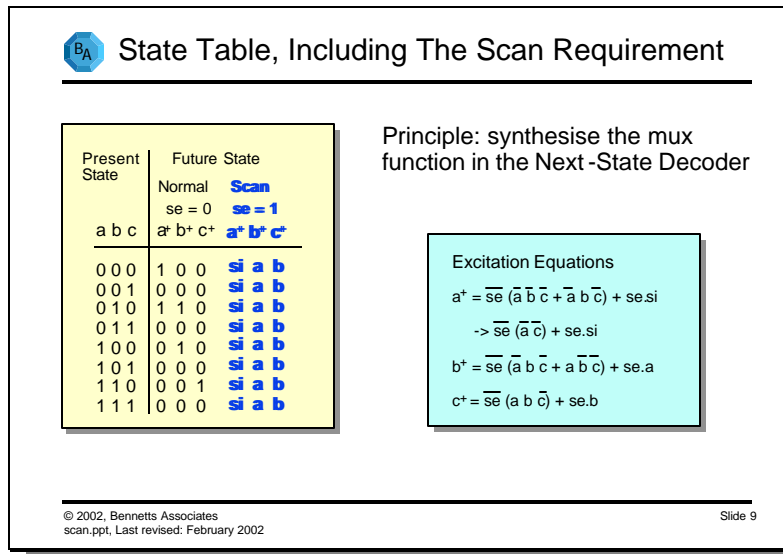 BA State Table, Including The Scan Requirement
Present State
Future State
Normal Scan
se = 0 se = 1
a b c a+ b+ c+ a+ b+ c+
0 0 0 1 0 0 si a b
0 0 1 0 0 0 si a b
0 1 0 1 1 0 si a b
0 1 1 0 0 0 si a b
1 0 0 0 1 0 si a b
1 0 1 0 0 0 si a b
1 1 0 0 0 1 si a b
1 1 1 0 0 0 si a b
Principle: synthesise the mux
function in the Next-State Decoder
Excitation Equations
a⁺ = s̅e̅ (a̅ b̅ c̅ + a̅ b c̅) + se.si
-> s̅e̅ (a̅ c̅) + se.si
b⁺ = s̅e̅ (a̅ b c̅ + a b̅ c̅) + se.a
c⁺ = s̅e̅ (a b c̅) + se.b
© 2002, Bennetts Associates
scan.ppt, Last revised: February 2002
Slide 9